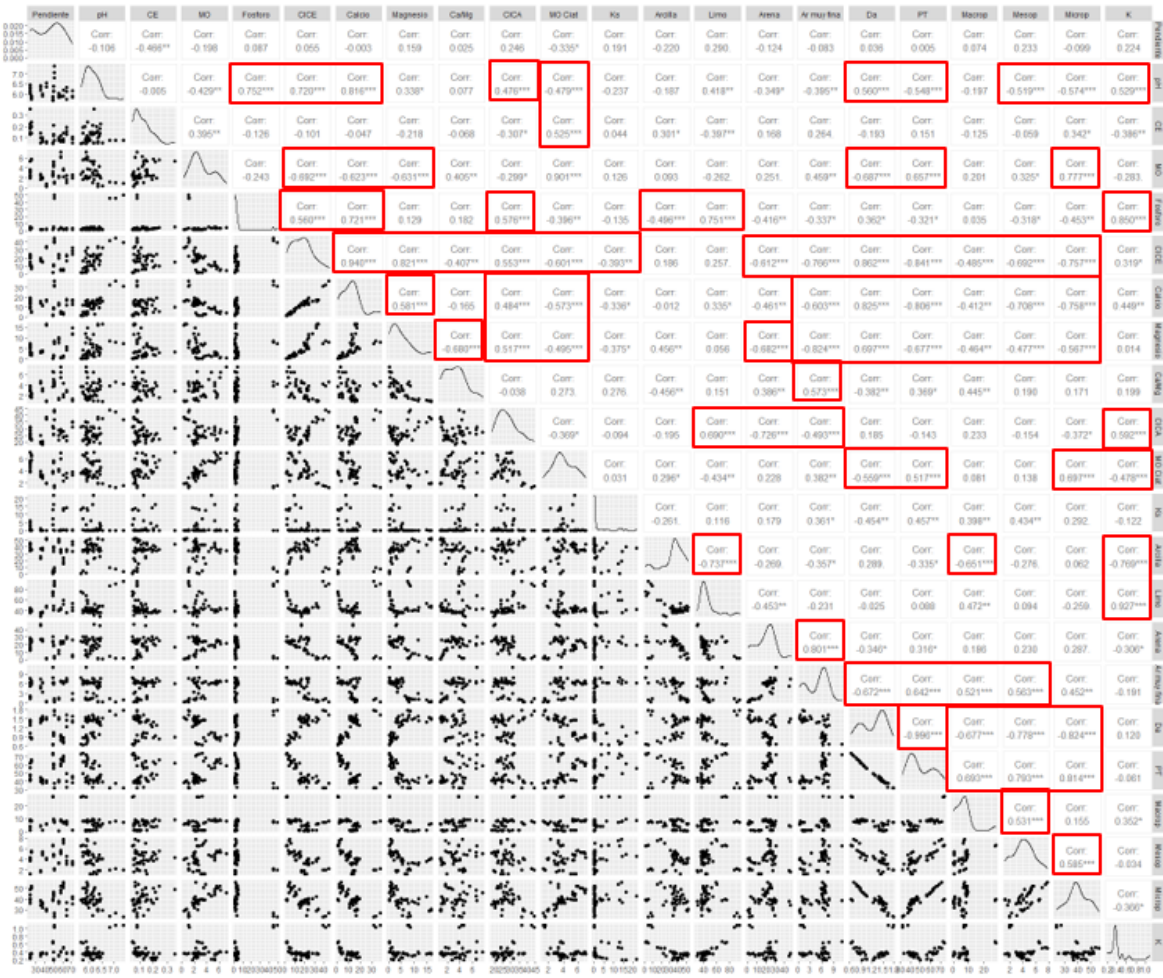 Pendiente pH CE MO Fosforo CICE Calcio Magnesio Ca/Mg CICA MO Ciat Ks Arcilla Limo Arena Ar muy fina Da PT Macrop Mesop Microp K
Corr: Corr: Corr: Corr: Corr: Corr: Corr: Corr: Corr: Corr: Corr: Corr: Corr: Corr: Corr: Corr: Corr: Corr: Corr: Corr: Corr:
-0.106 -0.466** -0.198 0.087 0.055 -0.003 0.159 0.025 0.246 -0.335* 0.191 -0.220 0.290. -0.124 -0.083 0.036 0.005 0.074 0.233 -0.099 0.224
Pendiente
Corr: Corr: Corr: Corr: Corr: Corr: Corr: Corr: Corr: Corr: Corr: Corr: Corr: Corr: Corr: Corr: Corr: Corr: Corr: Corr:
-0.005 -0.429** 0.752*** 0.720*** 0.816*** 0.338* 0.077 0.476*** -0.479*** -0.237 -0.187 0.418** -0.349* -0.395** 0.560*** -0.548*** -0.197 -0.519*** -0.574*** 0.529***
pH
Corr: Corr: Corr: Corr: Corr: Corr: Corr: Corr: Corr: Corr: Corr: Corr: Corr: Corr: Corr: Corr: Corr: Corr: Corr:
0.395** -0.126 -0.101 -0.047 -0.218 -0.068 -0.307* 0.525*** 0.044 0.301* -0.397** 0.168 0.264. -0.193 0.151 -0.125 -0.059 0.342* -0.386**
CE
Corr: Corr: Corr: Corr: Corr: Corr: Corr: Corr: Corr: Corr: Corr: Corr: Corr: Corr: Corr: Corr: Corr: Corr:
-0.243 -0.692*** -0.623*** -0.631*** 0.405** -0.299* 0.901*** 0.126 0.093 -0.262. 0.251. 0.459** -0.687*** 0.657*** 0.201 0.325* 0.777*** -0.283.
MO
Corr: Corr: Corr: Corr: Corr: Corr: Corr: Corr: Corr: Corr: Corr: Corr: Corr: Corr: Corr: Corr: Corr:
0.560*** 0.721*** 0.129 0.182 0.576*** -0.396** -0.135 -0.496*** 0.751*** -0.416** -0.337* 0.362* -0.321* 0.035 -0.318* -0.453** 0.850***
Fosforo
Corr: Corr: Corr: Corr: Corr: Corr: Corr: Corr: Corr: Corr: Corr: Corr: Corr: Corr: Corr: Corr:
0.940*** 0.821*** -0.407** 0.553*** -0.601*** -0.393** 0.186 0.257. -0.612*** -0.766*** 0.862*** -0.841*** -0.485*** -0.692*** -0.757*** 0.319*
CICE
Corr: Corr: Corr: Corr: Corr: Corr: Corr: Corr: Corr: Corr: Corr: Corr: Corr: Corr: Corr:
0.581*** -0.165 0.484*** -0.573*** -0.336* -0.012 0.335* -0.461** -0.603*** 0.825*** -0.806*** -0.412** -0.708*** -0.758*** 0.449**
Calcio
Corr: Corr: Corr: Corr: Corr: Corr: Corr: Corr: Corr: Corr: Corr: Corr: Corr: Corr:
-0.680*** 0.517*** -0.495*** -0.375* 0.456** 0.056 -0.682*** -0.824*** 0.697*** -0.677*** -0.464** -0.477*** -0.567*** 0.014
Magnesio
Corr: Corr: Corr: Corr: Corr: Corr: Corr: Corr: Corr: Corr: Corr: Corr: Corr:
-0.038 0.273. 0.276. -0.456** 0.151 0.386** 0.573*** -0.382** 0.369* 0.445** 0.190 0.171 0.199
Ca/Mg
Corr: Corr: Corr: Corr: Corr: Corr: Corr: Corr: Corr: Corr: Corr: Corr:
-0.369* -0.094 -0.195 0.690*** -0.726*** -0.493*** 0.185 -0.143 0.233 -0.154 -0.372* 0.592***
CICA
Corr: Corr: Corr: Corr: Corr: Corr: Corr: Corr: Corr: Corr: Corr:
0.031 0.296* -0.434** 0.228 0.382** -0.559*** 0.517*** 0.081 0.138 0.697*** -0.478***
MO Ciat
Corr: Corr: Corr: Corr: Corr: Corr: Corr: Corr: Corr: Corr:
-0.261. 0.116 0.179 0.361* -0.454** 0.457** 0.398** 0.434** 0.292. -0.122
Ks
Corr: Corr: Corr: Corr: Corr: Corr: Corr: Corr: Corr:
-0.737*** -0.269. -0.357* 0.289. -0.335* -0.651*** -0.276. 0.062 -0.769***
Arcilla
Corr: Corr: Corr: Corr: Corr: Corr: Corr: Corr:
-0.453** -0.231 -0.025 0.088 0.472** 0.094 -0.259. 0.927***
Limo
Corr: Corr: Corr: Corr: Corr: Corr: Corr:
0.801*** -0.346* 0.316* 0.186 0.230 0.287. -0.306*
Arena
Corr: Corr: Corr: Corr: Corr: Corr:
-0.672*** 0.642*** 0.521*** 0.563*** 0.452** -0.191
Ar muy fina
Corr: Corr: Corr: Corr: Corr:
-0.996*** -0.677*** -0.778*** -0.824*** 0.120
Da
Corr: Corr: Corr: Corr:
0.693*** 0.793*** 0.814*** -0.061
PT
Corr: Corr: Corr:
0.531*** 0.155 0.352*
Macrop
Corr: Corr:
0.585*** -0.034
Mesop
Corr:
-0.366*
Microp
K